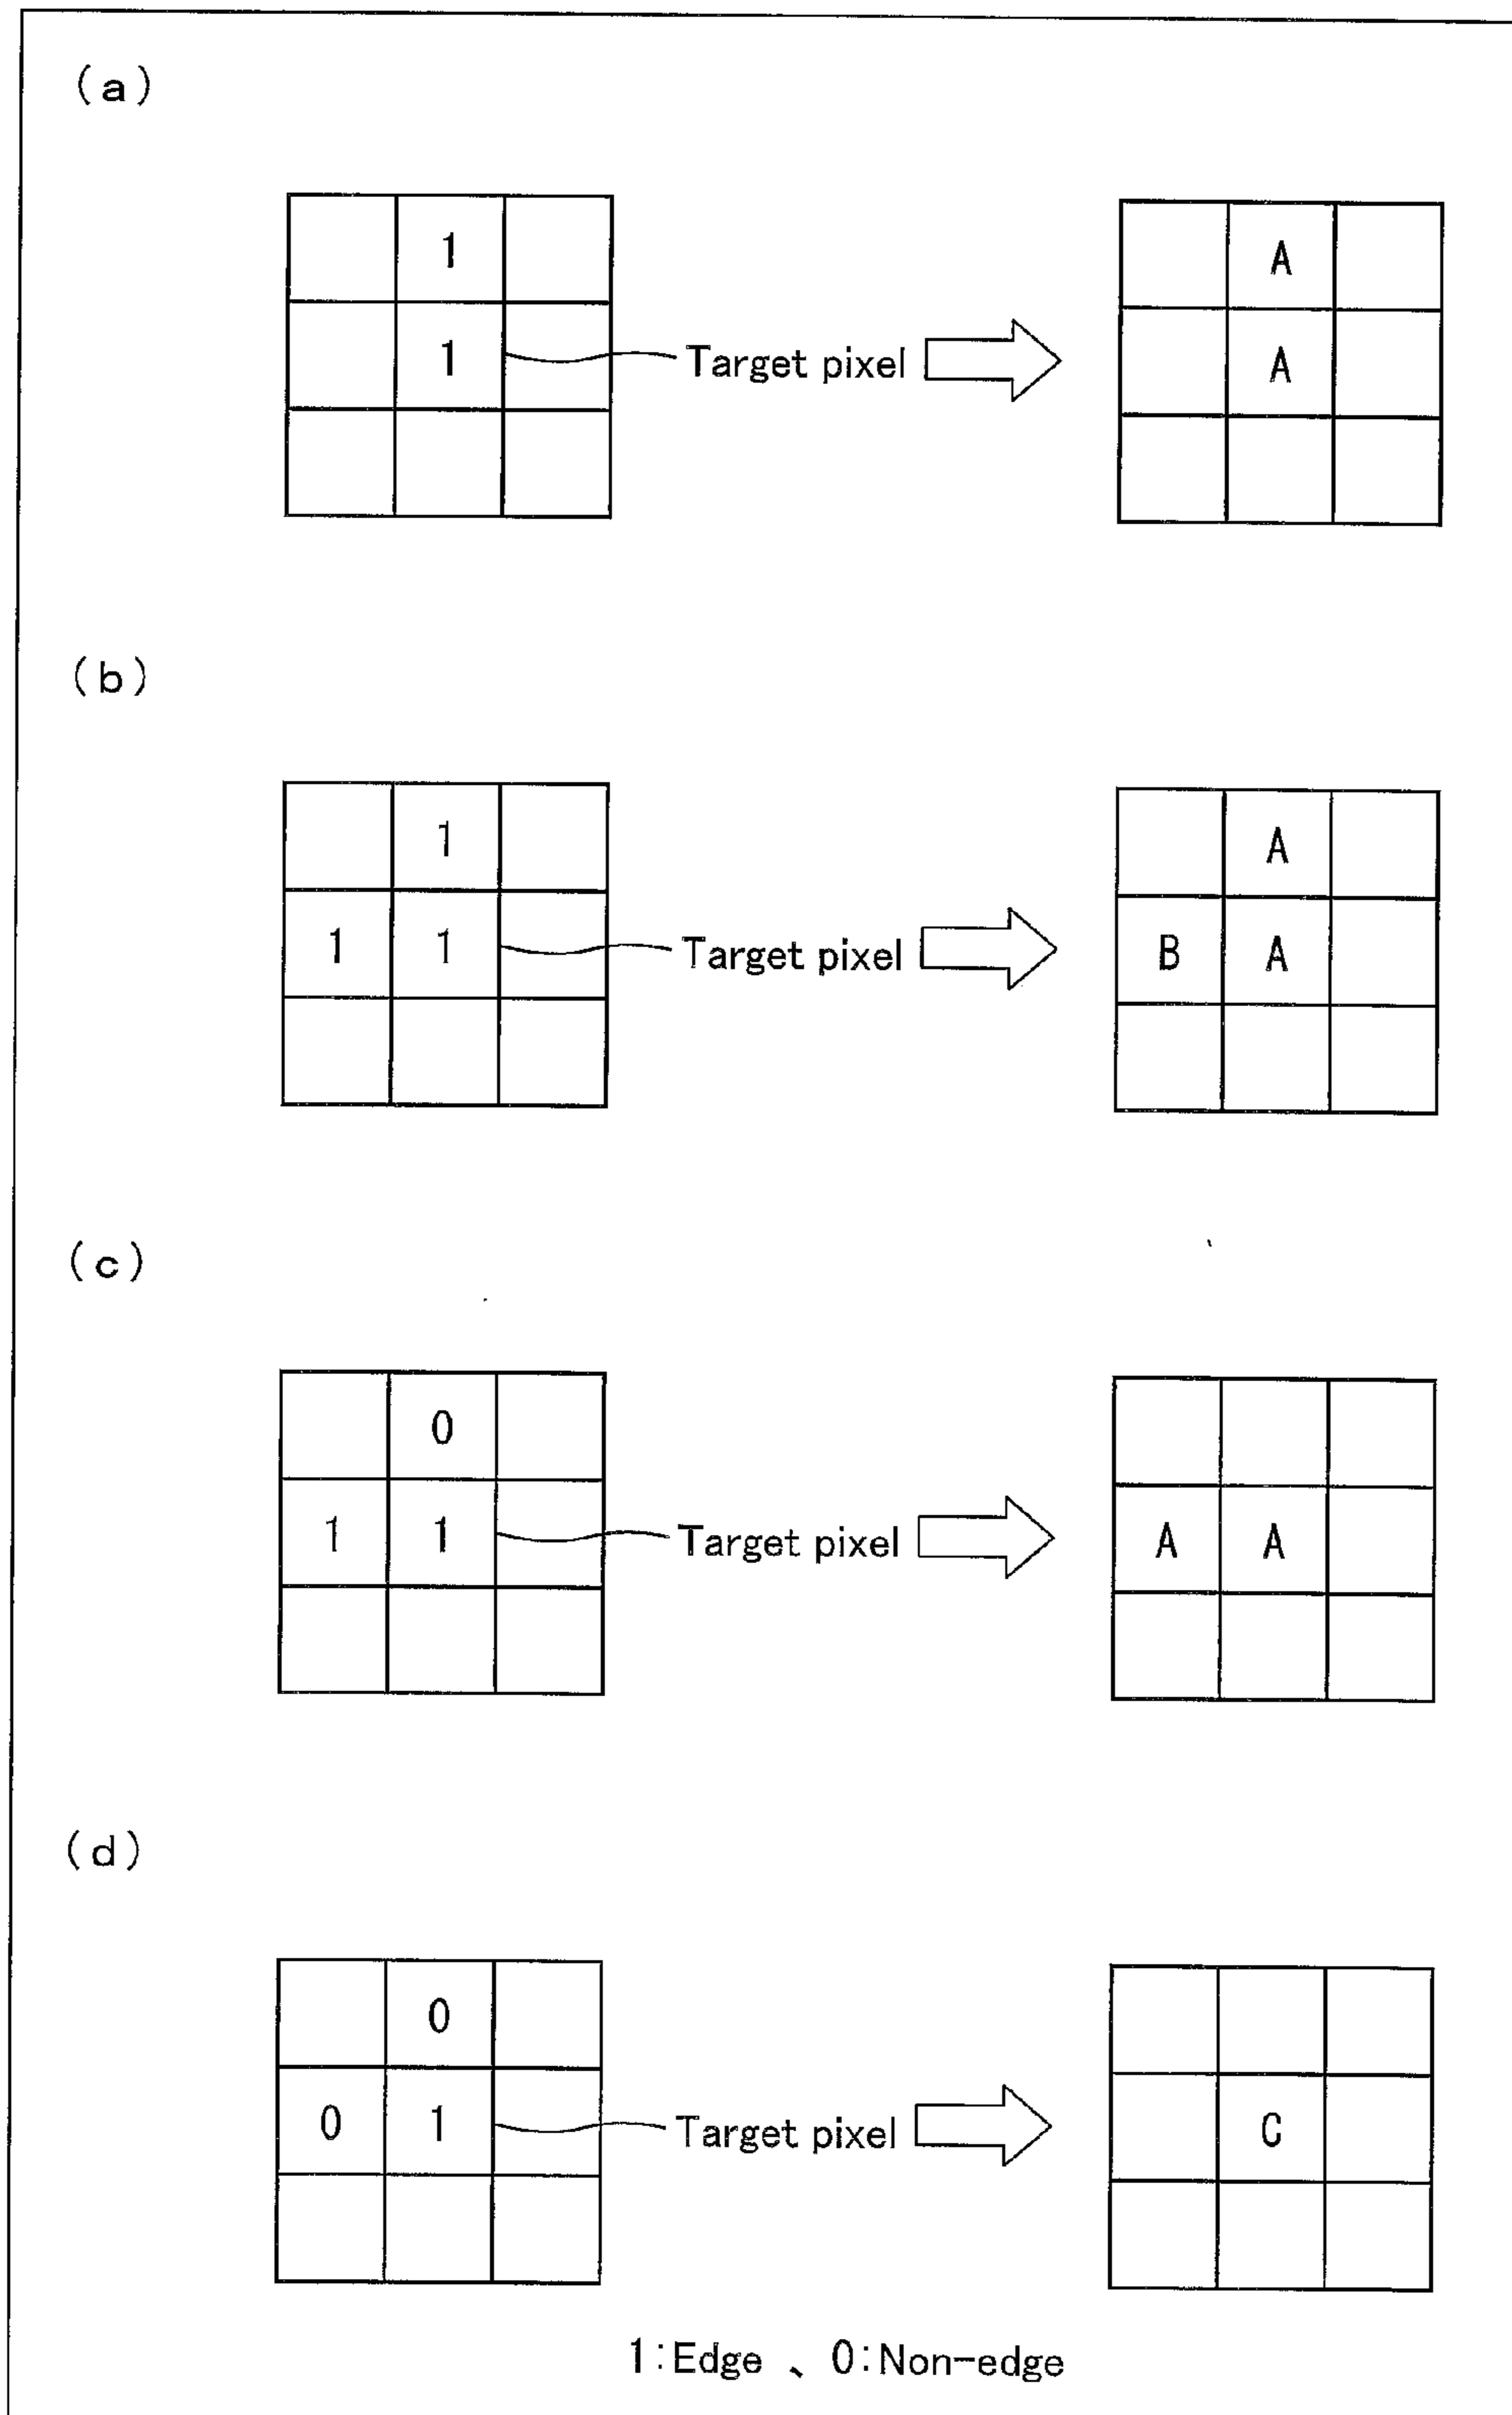 (a)
1 A
1 Target pixel A
(b)
1 A
1 1 Target pixel B A
(c)
0
1 1 Target pixel A A
(d)
0
0 1 Target pixel C
1:Edge 、0:Non-edge